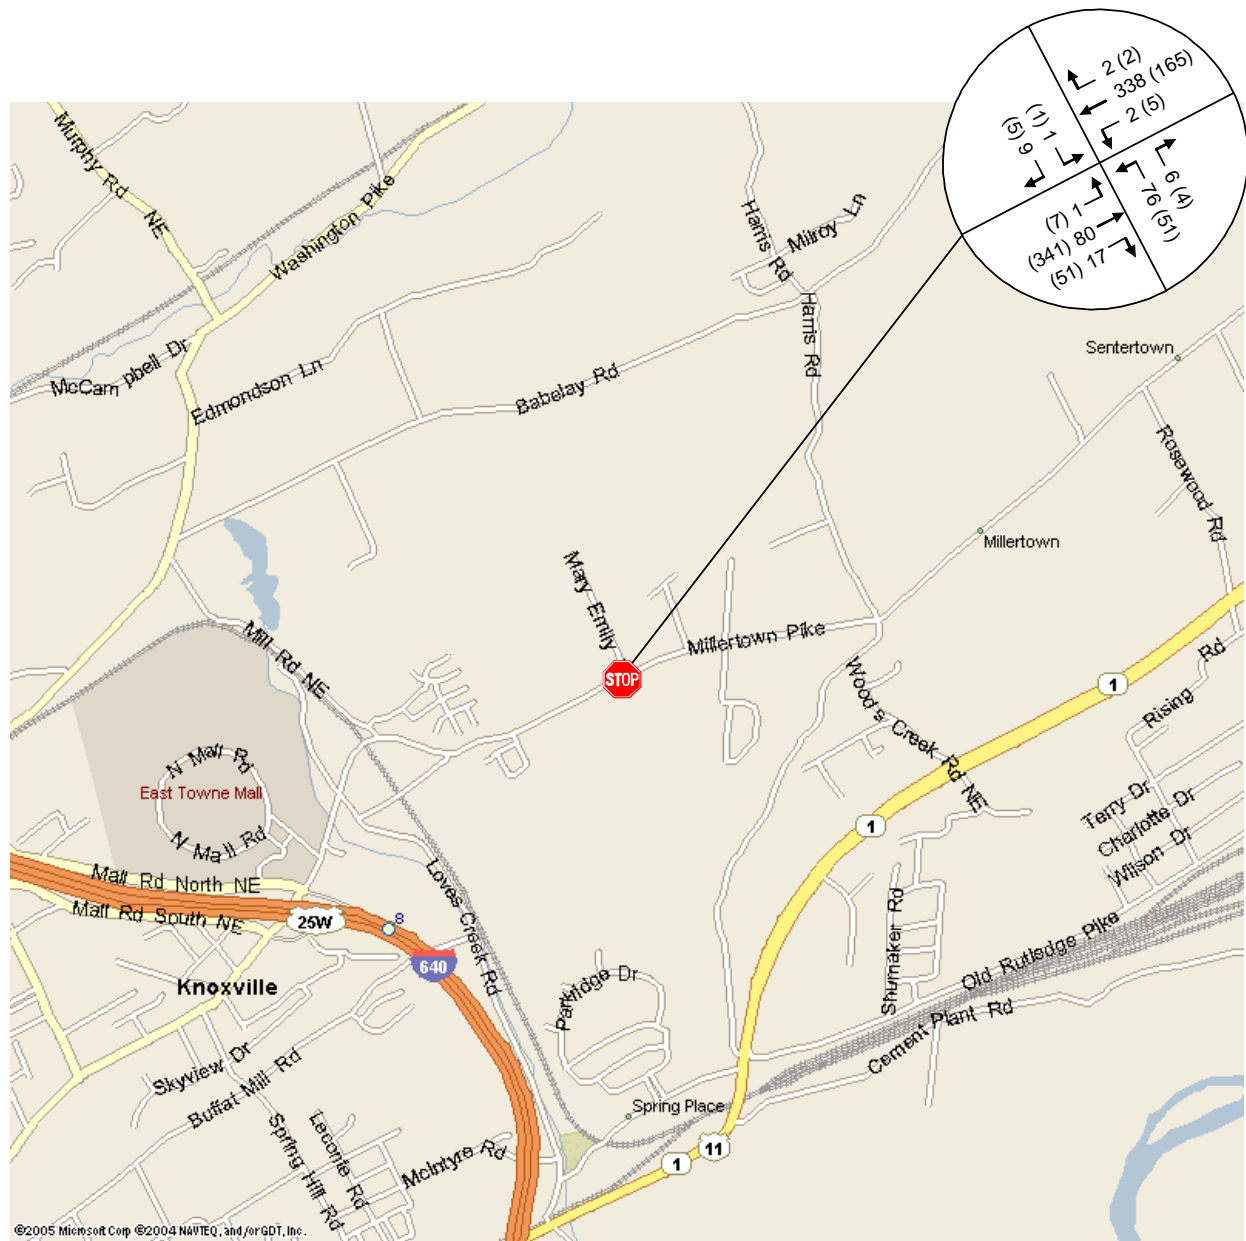 2 (2)
338 (165)
2 (5)
(1) 1
(5) 9
6 (4)
76 (51)
(7) 1
(341) 80
(51) 17
Murphy Rd NE
Washington Pike
Harris Rd
Milroy Ln
Harris Rd
Sentertown
McCampbell Dr
Edmondson Ln
Babelay Rd
Rosewood Rd
Millertown
Mary Emily
Millertown Pike
Mill Rd NE
STOP
Wood's Creek Rd NE
1
Rising Rd
N Mall Rd
East Towne Mall
N Mall Rd
1
Terry Dr
Charlotte Dr
Wilson Dr
Mall Rd North NE
Mall Rd South NE
25W
8
Loves Creek Rd
640
Shumaker Rd
Old Rutledge Pike
Knoxville
Partridge Dr
Cement Plant Rd
Skyview Dr
Buffat Mill Rd
Spring Place
Spring Hill Rd
Leconte Rd
McIntyre Rd
11
1
©2005 Microsoft Corp ©2004 NAVTEQ, and/or GDT, Inc.